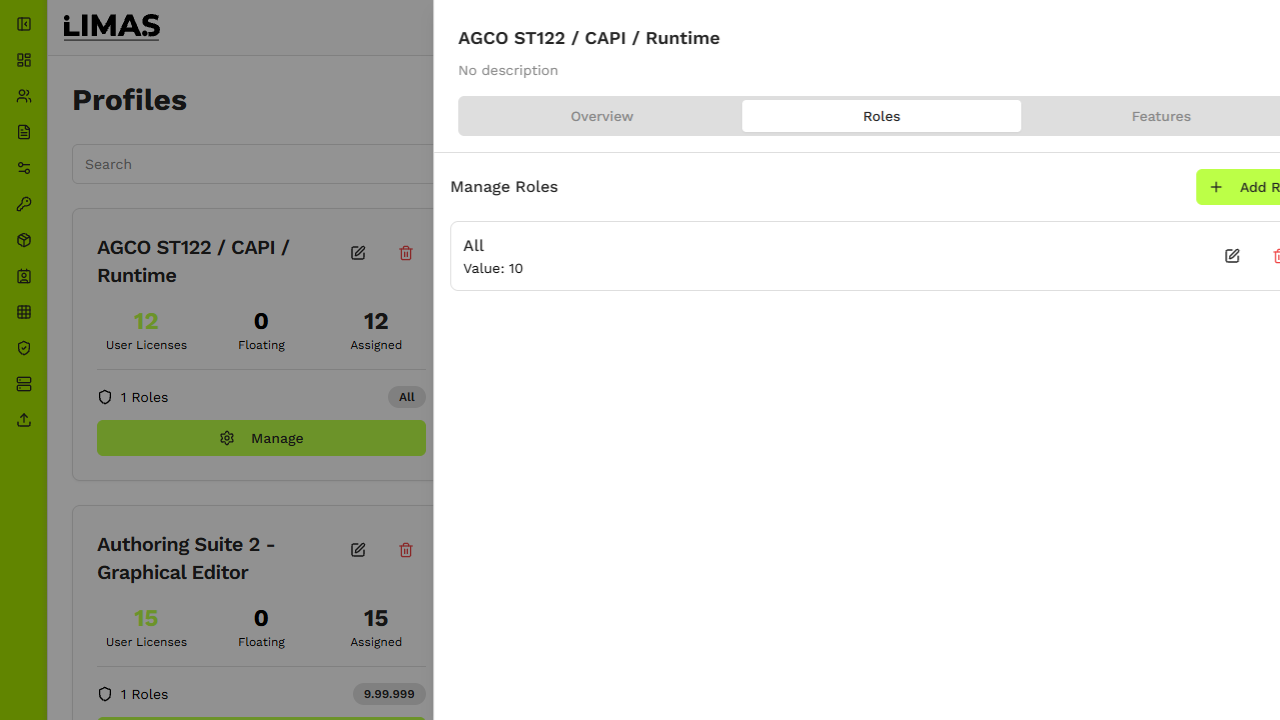 LIMAS
Profiles
Search
AGCO ST122 / CAPI /
Runtime
12
0
12
User Licenses
Floating
Assigned
1 Roles
All
Manage
Authoring Suite 2 -
Graphical Editor
15
0
15
User Licenses
Floating
Assigned
1 Roles
9.99.999
AGCO ST122 / CAPI / Runtime
No description
Overview
Roles
Features
Manage Roles
Add R
All
Value: 10